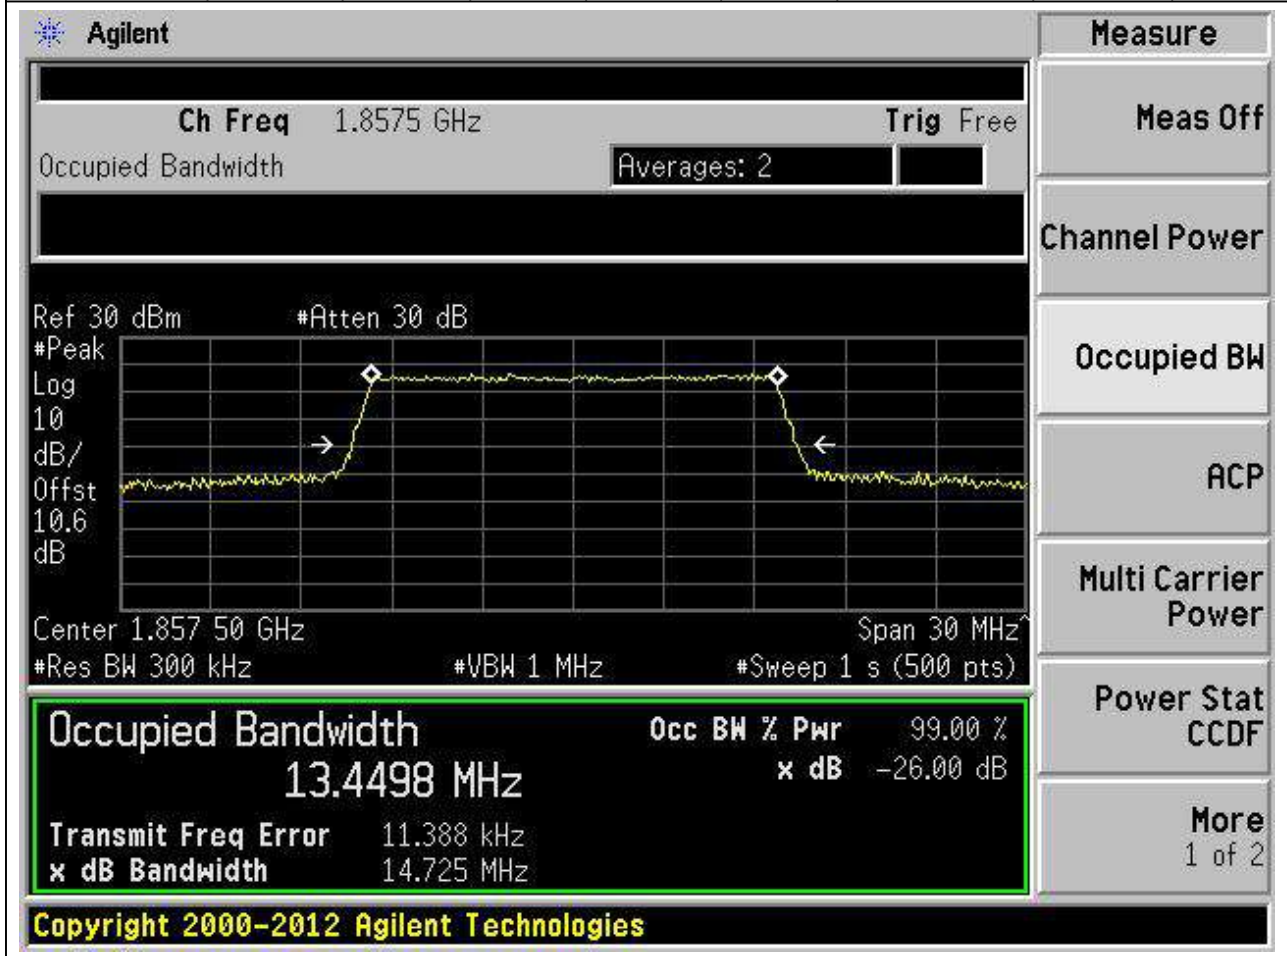 Agilent
Measure
Ch Freq 1.8575 GHz Trig Free
Occupied Bandwidth Averages: 2
Meas Off
Channel Power
Occupied BW
ACP
Multi Carrier
Power
Power Stat
CCDF
More
1 of 2
Ref 30 dBm #Atten 30 dB
#Peak
Log
10
dB/
Offst
10.6
dB
Center 1.857 50 GHz Span 30 MHz^
#Res BW 300 kHz #VBW 1 MHz #Sweep 1 s (500 pts)
Occupied Bandwidth Occ BW % Pwr 99.00 %
13.4498 MHz x dB -26.00 dB
Transmit Freq Error 11.388 kHz
x dB Bandwidth 14.725 MHz
Copyright 2000-2012 Agilent Technologies